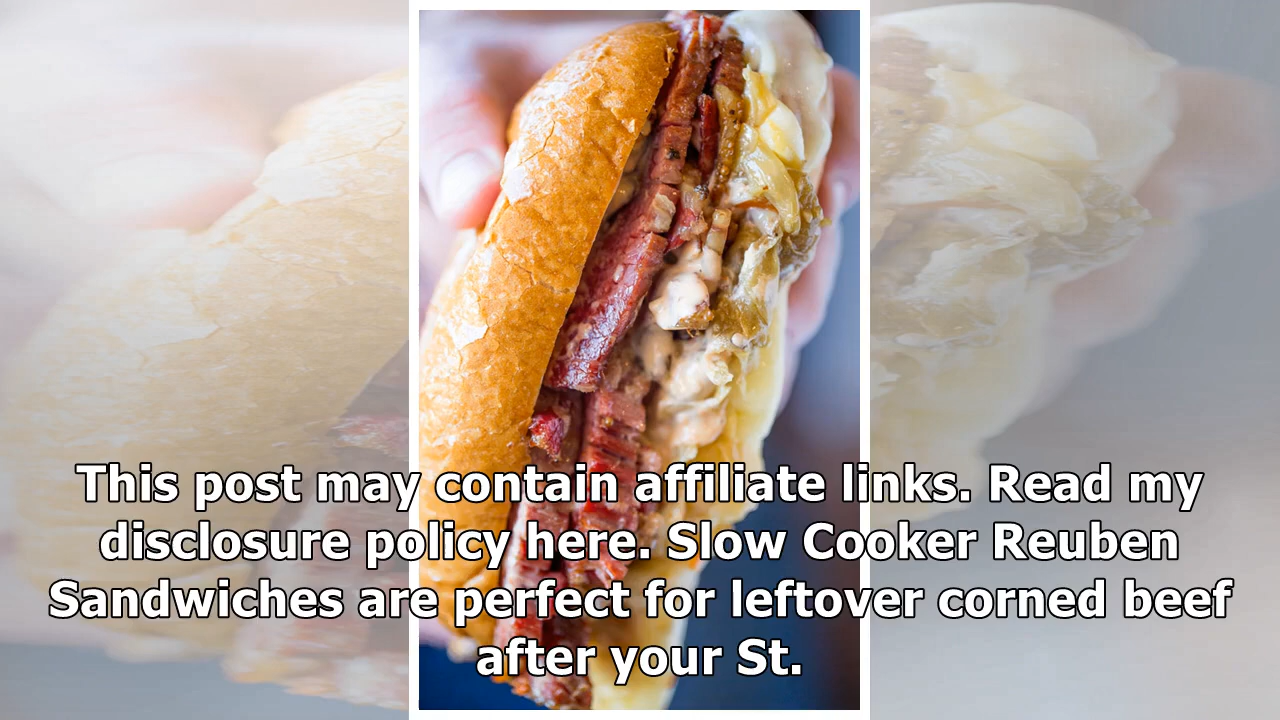 This post may contain affiliate links. Read my
disclosure policy here. Slow Cooker Reuben
Sandwiches are perfect for leftover corned beef
after your St.